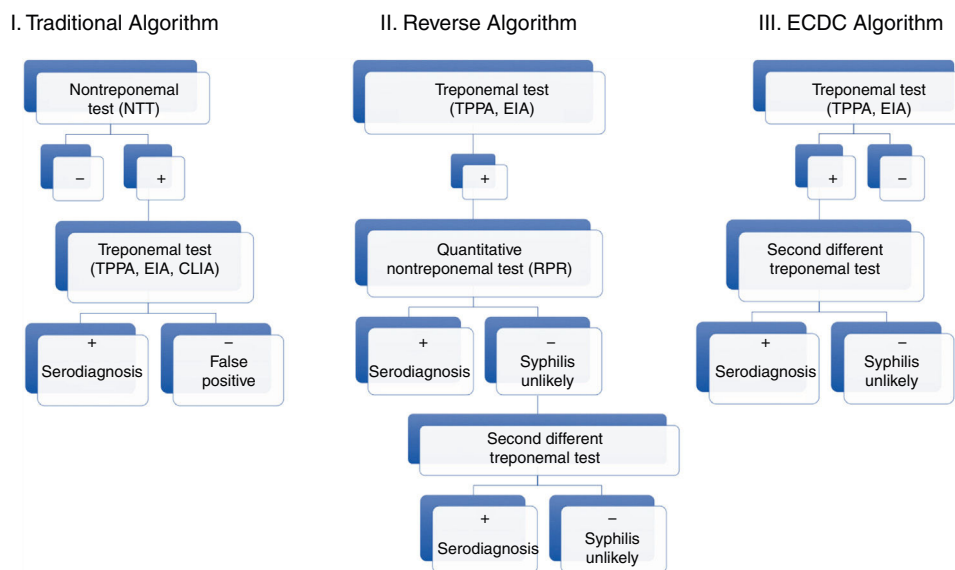 I. Traditional Algorithm
Nontreponemal
test (NTT)
−
+
Treponemal test
(TPPA, EIA, CLIA)
+
Serodiagnosis
−
False
positive
II. Reverse Algorithm
Treponemal test
(TPPA, EIA)
+
Quantitative
nontreponemal test (RPR)
+
Serodiagnosis
−
Syphilis
unlikely
Second different
treponemal test
+
Serodiagnosis
−
Syphilis
unlikely
III. ECDC Algorithm
Treponemal test
(TPPA, EIA)
+
−
Second different
treponemal test
+
Serodiagnosis
−
Syphilis
unlikely